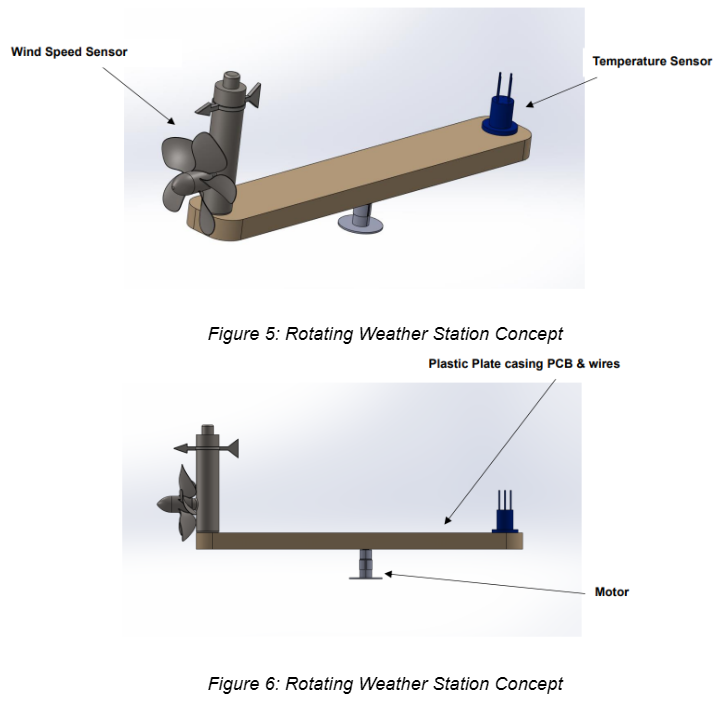 Wind Speed Sensor
Temperature Sensor
Figure 5: Rotating Weather Station Concept
Plastic Plate casing PCB & wires
Motor
Figure 6: Rotating Weather Station Concept